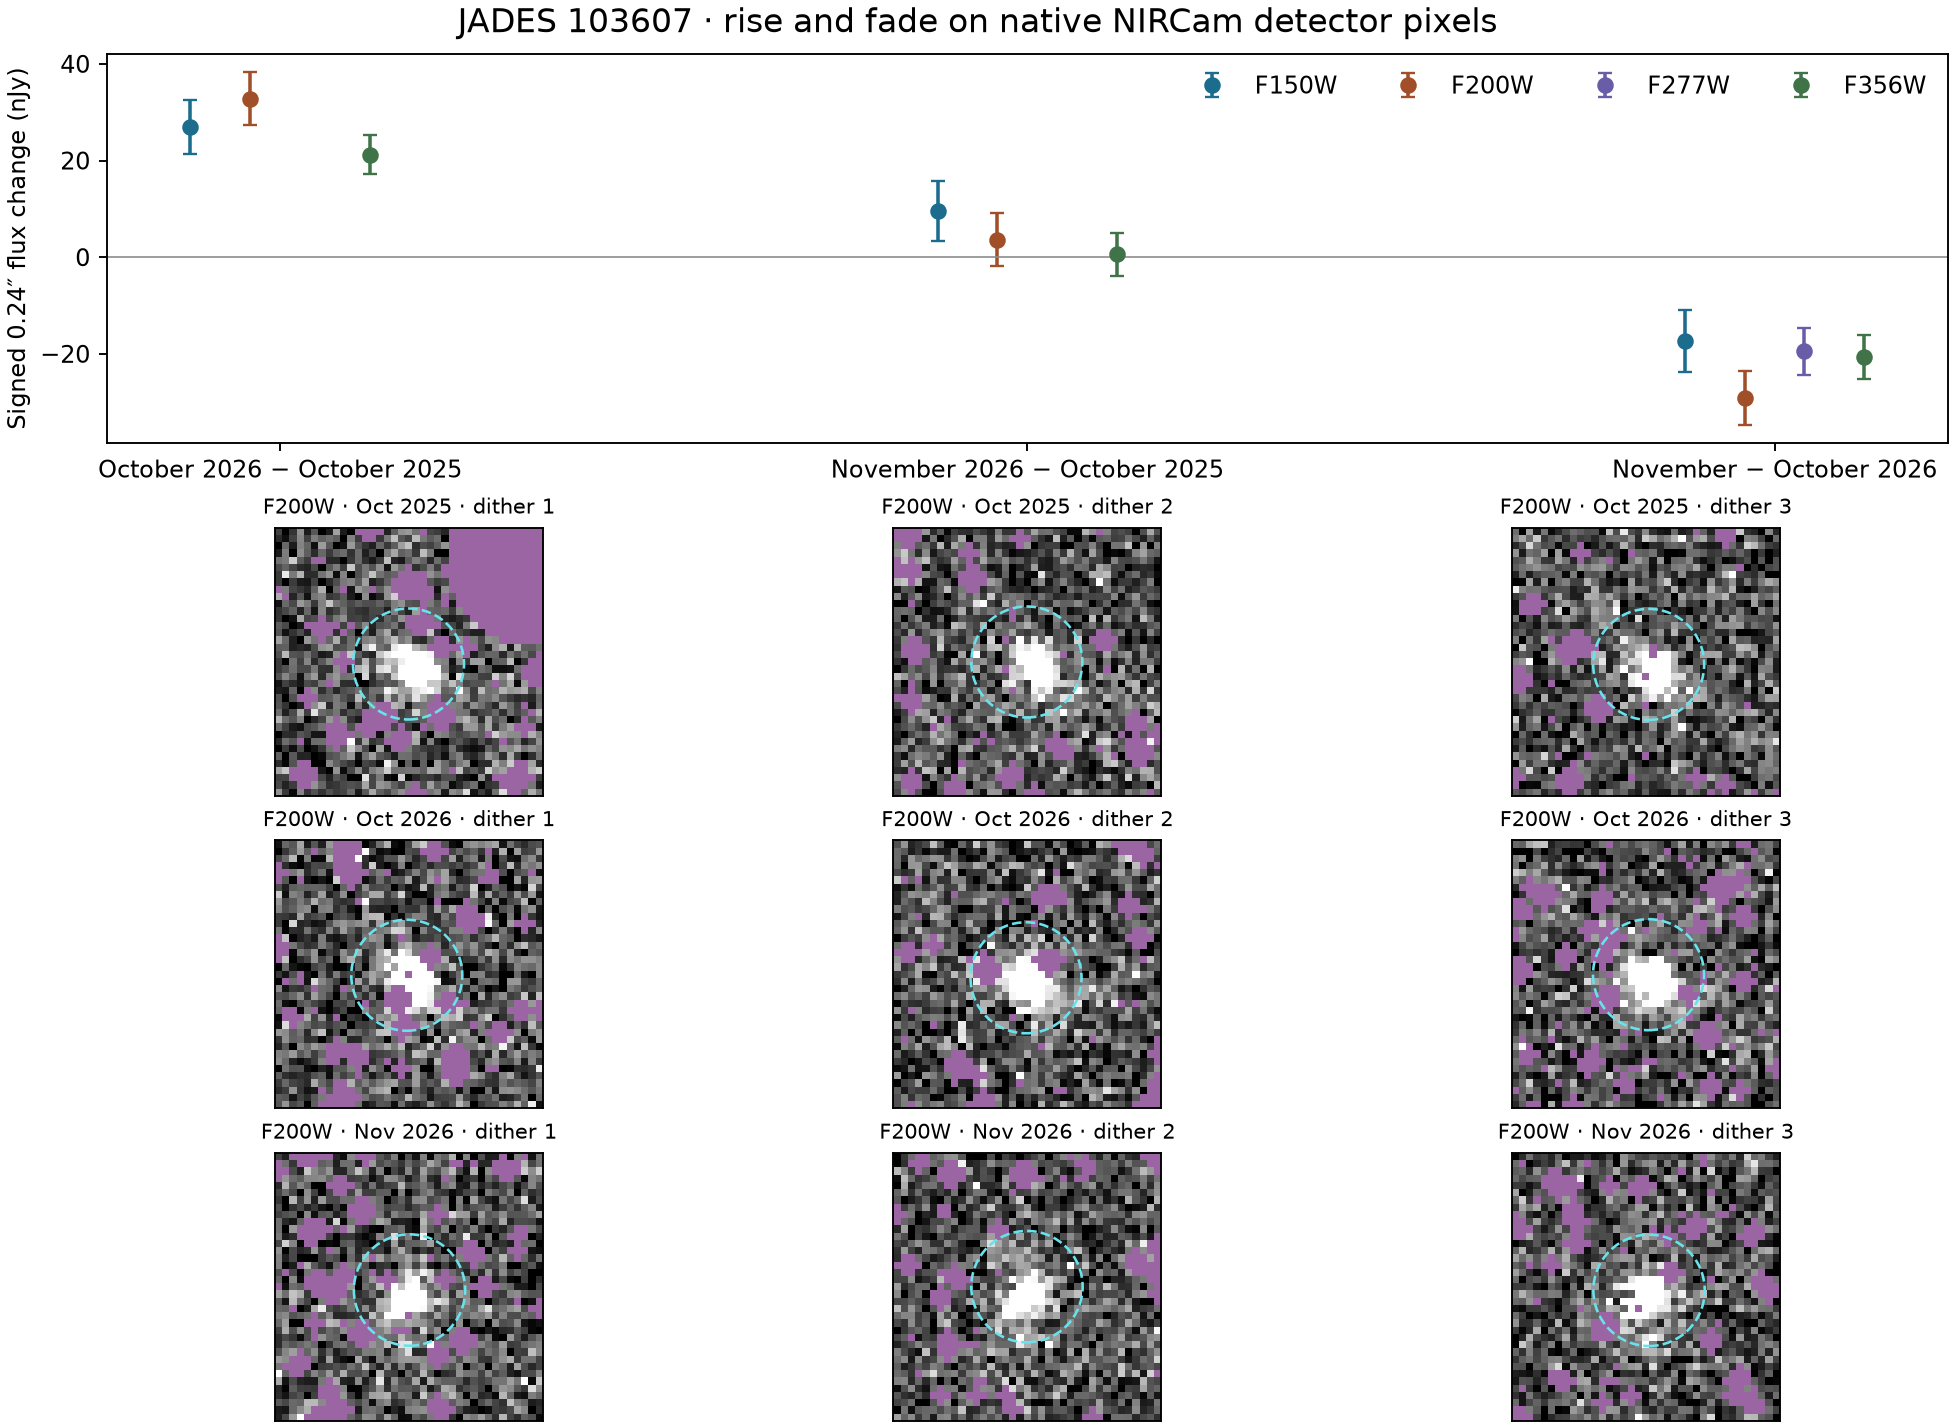 JADES 103607 · rise and fade on native NIRCam detector pixels
Signed 0.24″ flux change (nJy)
40
20
0
−20
F150W
F200W
F277W
F356W
October 2026 − October 2025
November 2026 − October 2025
November − October 2026
F200W · Oct 2025 · dither 1
F200W · Oct 2025 · dither 2
F200W · Oct 2025 · dither 3
F200W · Oct 2026 · dither 1
F200W · Oct 2026 · dither 2
F200W · Oct 2026 · dither 3
F200W · Nov 2026 · dither 1
F200W · Nov 2026 · dither 2
F200W · Nov 2026 · dither 3